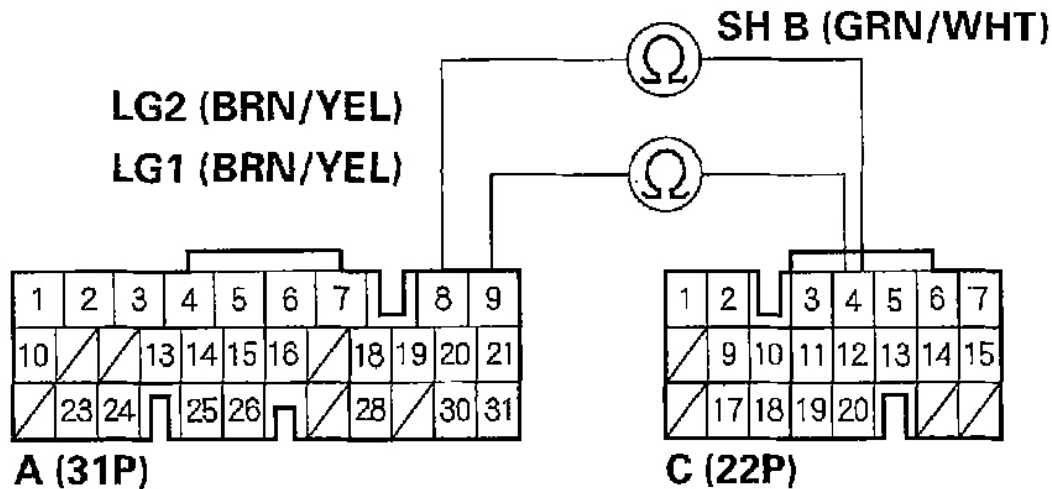 SH B (GRN/WHT)
Ω
LG2 (BRN/YEL)
LG1 (BRN/YEL)
Ω
1 2 3 4 5 6 7 8 9
10 13 14 15 16 18 19 20 21
23 24 25 26 28 30 31
A (31P)
1 2 3 4 5 6 7
9 10 11 12 13 14 15
17 18 19 20
C (22P)